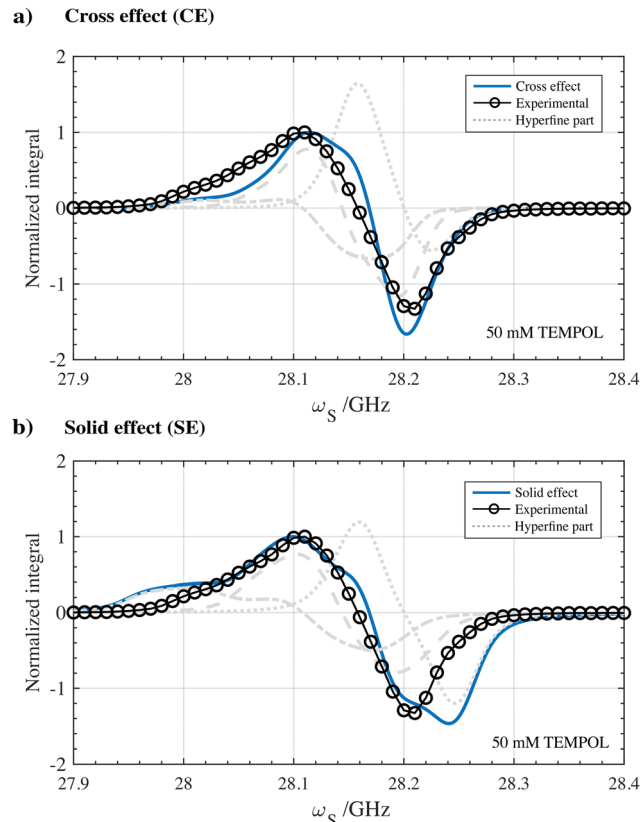 a) Cross effect (CE)
2
1
0
-1
-2
Normalized integral
Cross effect
Experimental
Hyperfine part
50 mM TEMPOL
27.9 28 28.1 28.2 28.3 28.4
ω_S /GHz
b) Solid effect (SE)
2
1
0
-1
-2
Normalized integral
Solid effect
Experimental
Hyperfine part
50 mM TEMPOL
27.9 28 28.1 28.2 28.3 28.4
ω_S /GHz